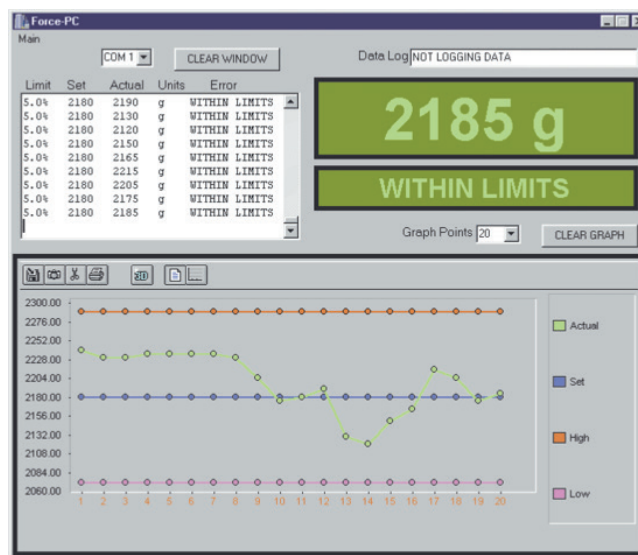 Force-PC
Main
COM 1
CLEAR WINDOW
Data Log NOT LOGGING DATA
Limit Set Actual Units Error
5.0% 2180 2190 g WITHIN LIMITS
5.0% 2180 2130 g WITHIN LIMITS
5.0% 2180 2120 g WITHIN LIMITS
5.0% 2180 2150 g WITHIN LIMITS
5.0% 2180 2165 g WITHIN LIMITS
5.0% 2180 2215 g WITHIN LIMITS
5.0% 2180 2205 g WITHIN LIMITS
5.0% 2180 2175 g WITHIN LIMITS
5.0% 2180 2185 g WITHIN LIMITS
2185 g
WITHIN LIMITS
Graph Points 20
CLEAR GRAPH
2300.00
2276.00
2252.00
2228.00
2204.00
2180.00
2156.00
2132.00
2108.00
2084.00
2060.00
1 2 3 4 5 6 7 8 9 10 11 12 13 14 15 16 17 18 19 20
Actual
Set
High
Low